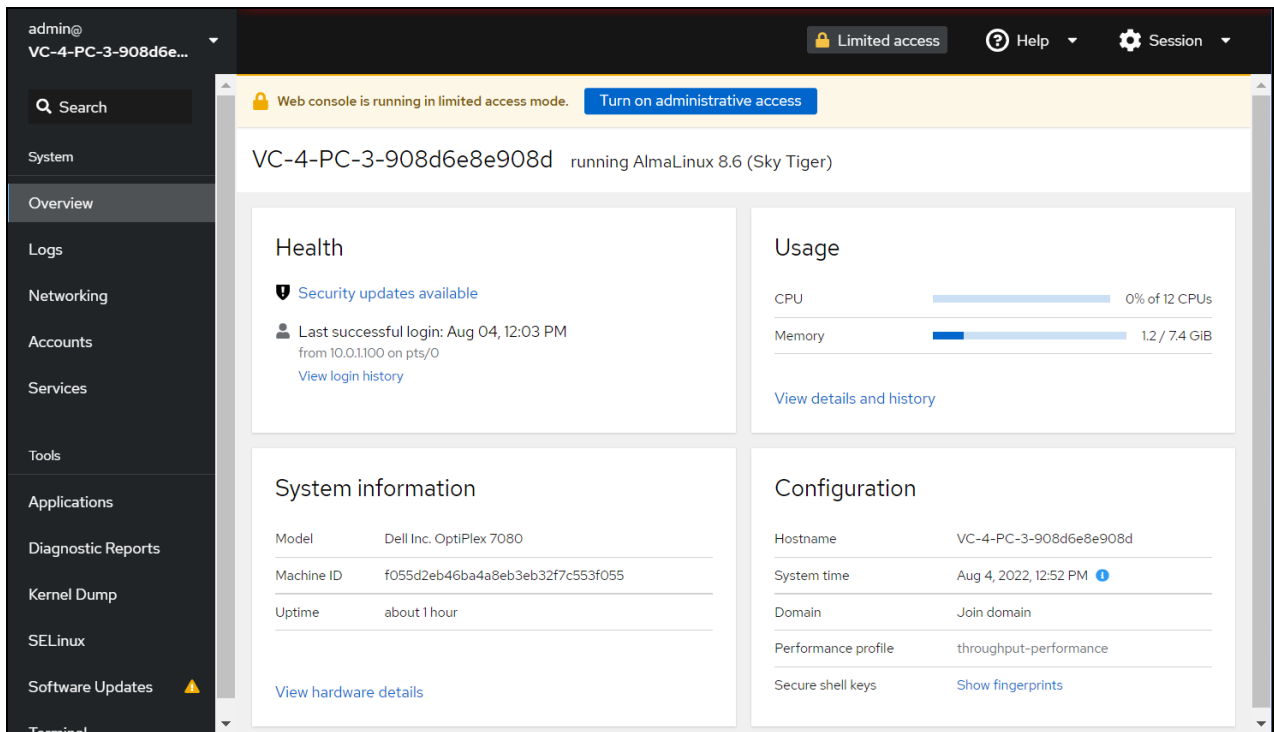 admin@
VC-4-PC-3-908d6e...
Limited access
Help
Session
Search
Web console is running in limited access mode.
Turn on administrative access
System
VC-4-PC-3-908d6e8e908d running AlmaLinux 8.6 (Sky Tiger)
Overview
Logs
Networking
Accounts
Services
Tools
Applications
Diagnostic Reports
Kernel Dump
SELinux
Software Updates
Terminal
Health
Security updates available
Last successful login: Aug 04, 12:03 PM
from 10.0.1.100 on pts/0
View login history
Usage
CPU 0% of 12 CPUs
Memory 1.2 / 7.4 GiB
View details and history
System information
Model Dell Inc. OptiPlex 7080
Machine ID f055d2eb46ba4a8eb3eb32f7c553f055
Uptime about 1 hour
View hardware details
Configuration
Hostname VC-4-PC-3-908d6e8e908d
System time Aug 4, 2022, 12:52 PM
Domain Join domain
Performance profile throughput-performance
Secure shell keys Show fingerprints